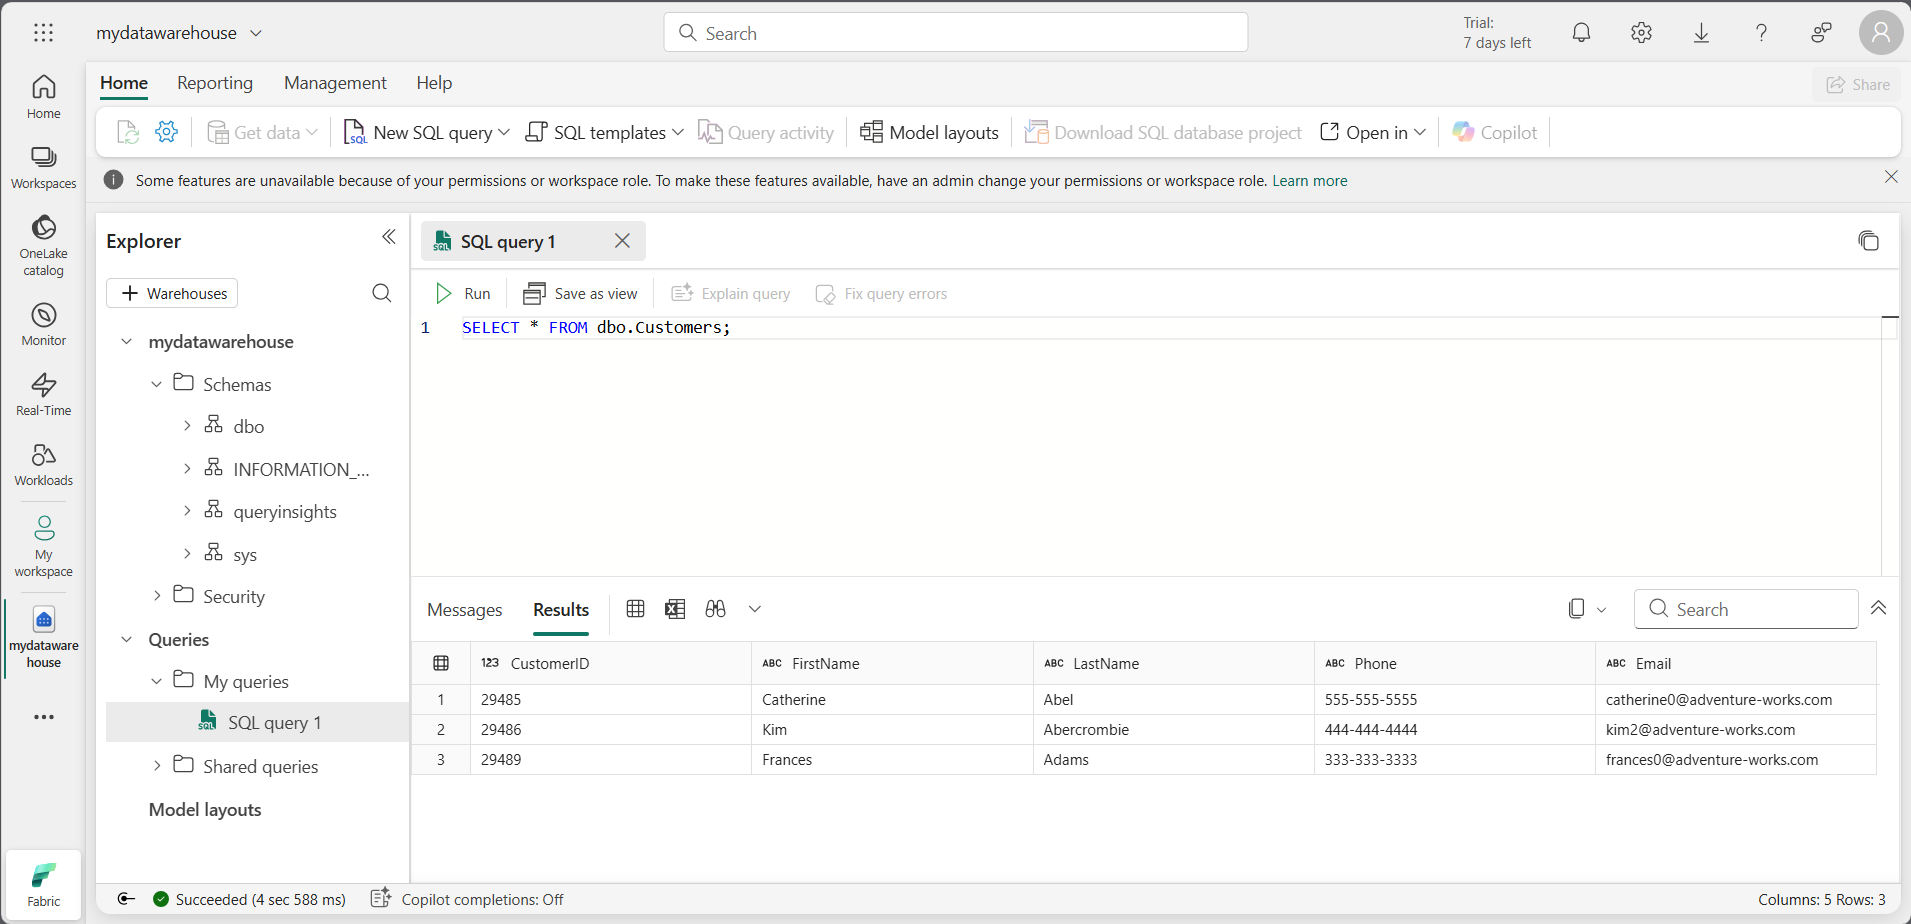 mydatawarehouse
Search
Trial:
7 days left
Home
Reporting
Management
Help
Share
Get data
New SQL query
SQL templates
Query activity
Model layouts
Download SQL database project
Open in
Copilot
Some features are unavailable because of your permissions or workspace role. To make these features available, have an admin change your permissions or workspace role. Learn more
Home
Workspaces
OneLake
catalog
Monitor
Real-Time
Workloads
My
workspace
mydataware
house
Fabric
Explorer
Warehouses
mydatawarehouse
Schemas
dbo
INFORMATION_...
queryinsights
sys
Security
Queries
My queries
SQL query 1
Shared queries
Model layouts
SQL query 1
Run
Save as view
Explain query
Fix query errors
1 SELECT * FROM dbo.Customers;
Messages
Results
Search
123 CustomerID ABC FirstName ABC LastName ABC Phone ABC Email
1 29485 Catherine Abel 555-555-5555 catherine0@adventure-works.com
2 29486 Kim Abercrombie 444-444-4444 kim2@adventure-works.com
3 29489 Frances Adams 333-333-3333 frances0@adventure-works.com
Succeeded (4 sec 588 ms)
Copilot completions: Off
Columns: 5 Rows: 3